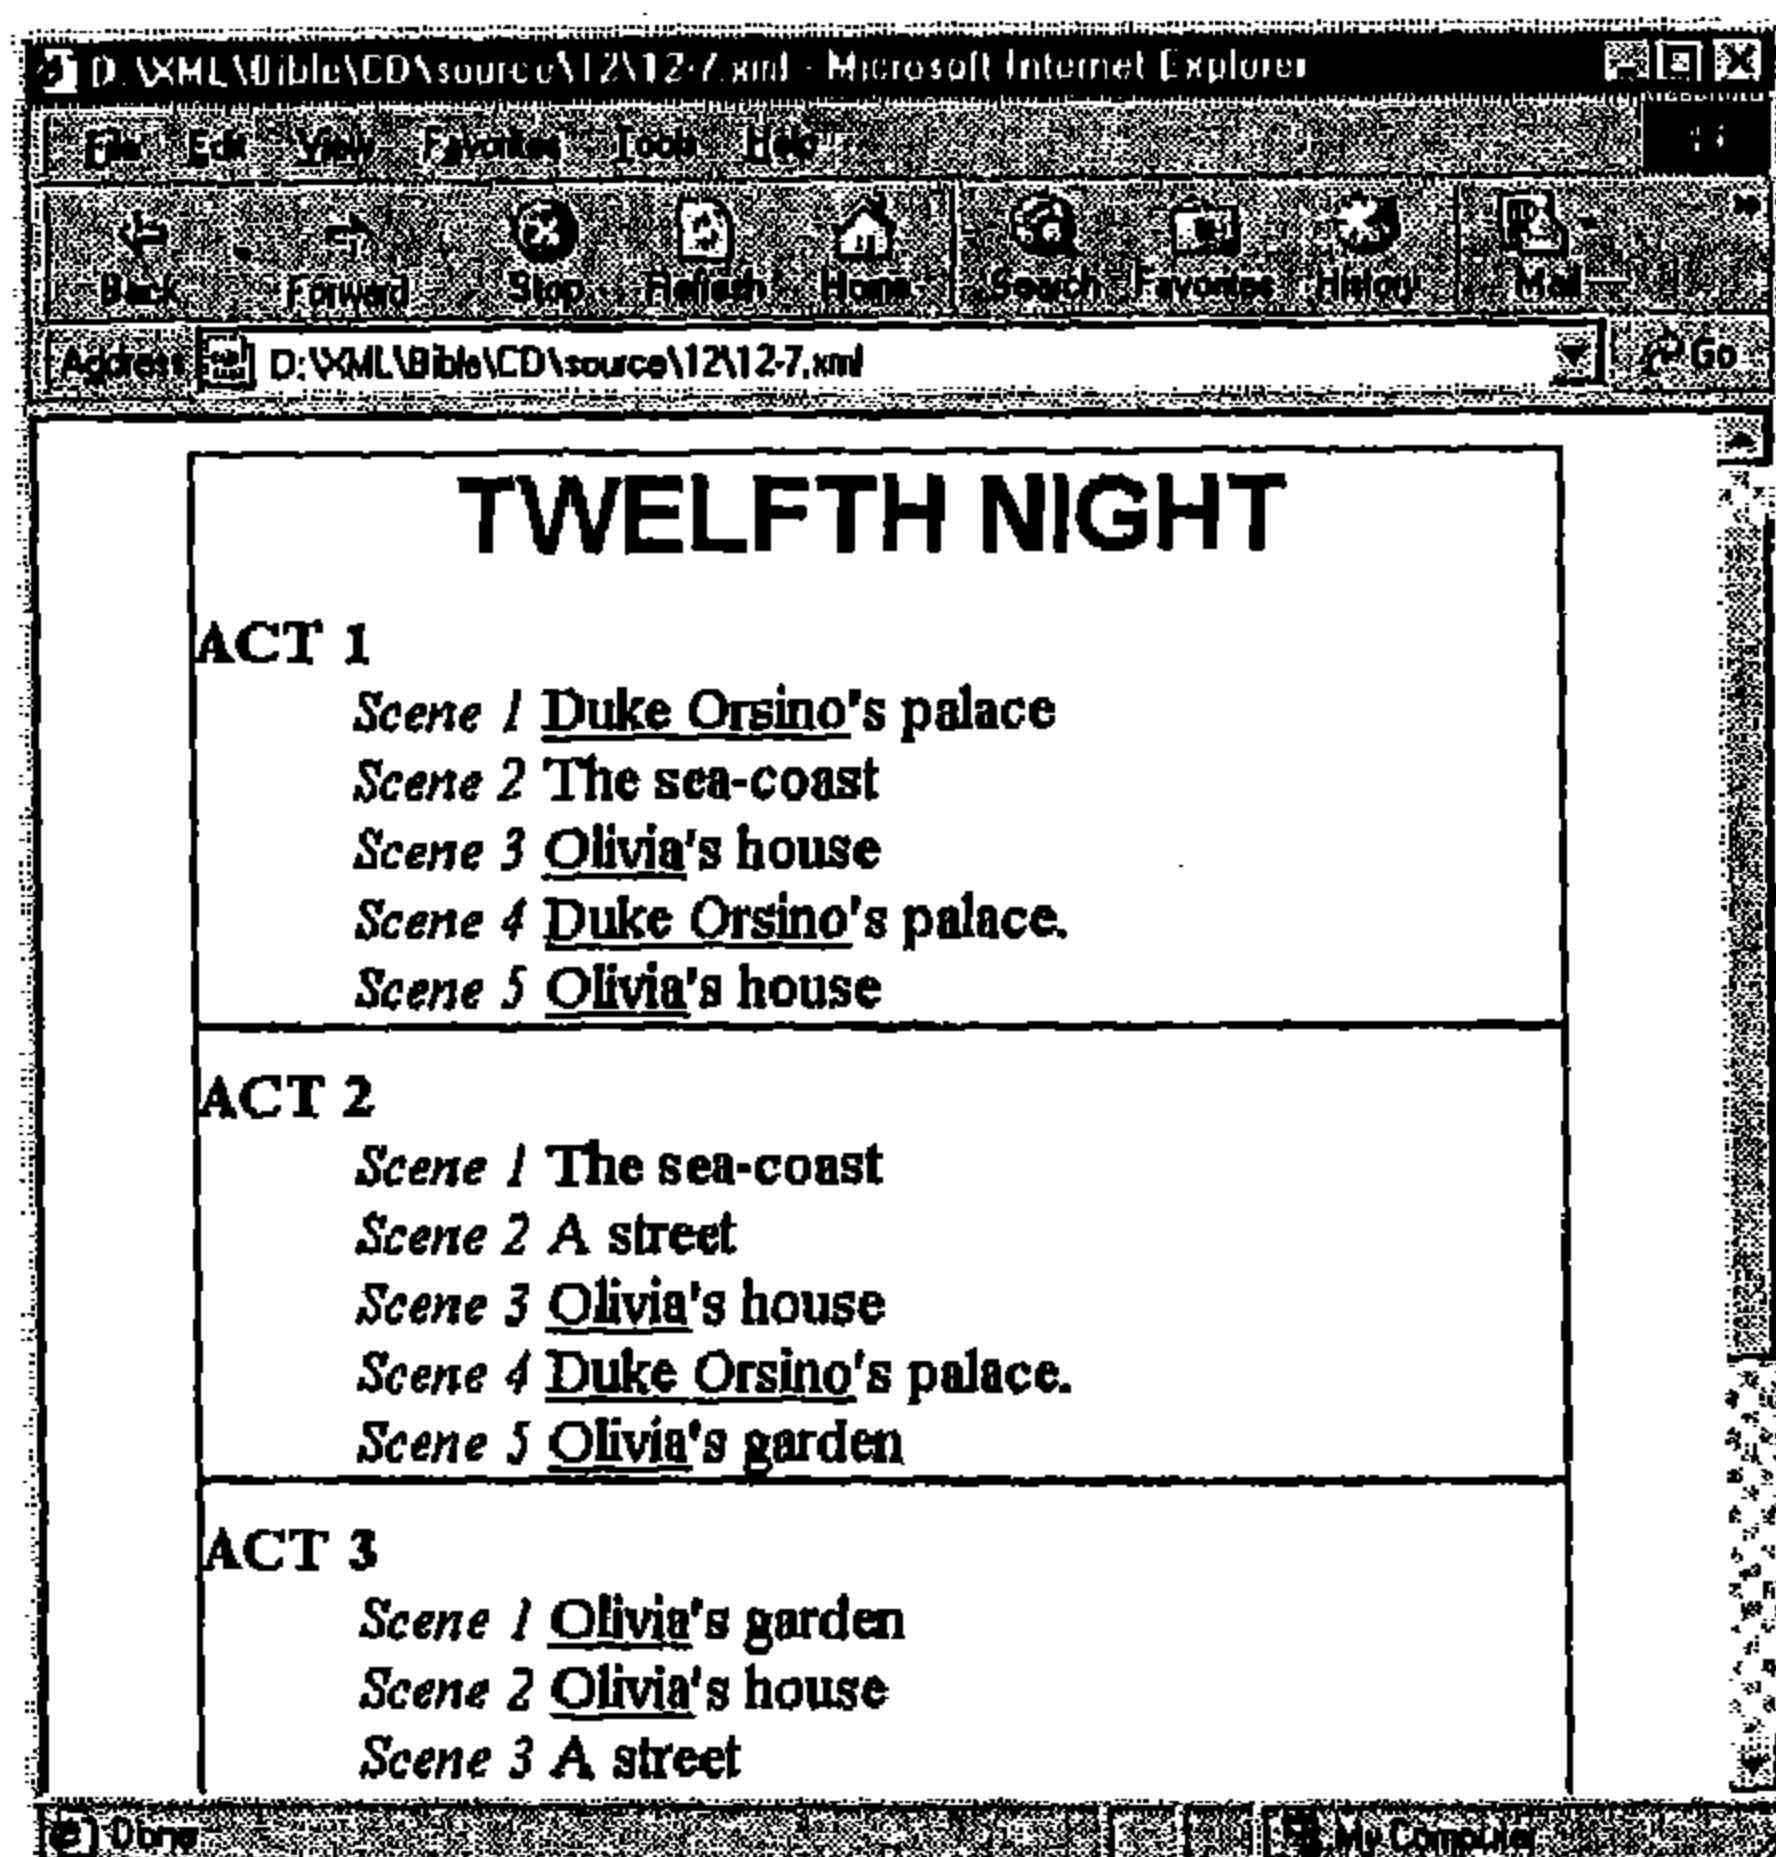 D:\XML\Bible\CD\source\12\12-7.xml - Microsoft Internet Explorer
File Edit View Favorites Tools Help
Back Forward Stop Refresh Home Search Favorites History Mail
Address D:\XML\Bible\CD\source\12\12-7.xml Go
TWELFTH NIGHT
ACT 1
Scene 1 Duke Orsino's palace
Scene 2 The sea-coast
Scene 3 Olivia's house
Scene 4 Duke Orsino's palace.
Scene 5 Olivia's house
ACT 2
Scene 1 The sea-coast
Scene 2 A street
Scene 3 Olivia's house
Scene 4 Duke Orsino's palace.
Scene 5 Olivia's garden
ACT 3
Scene 1 Olivia's garden
Scene 2 Olivia's house
Scene 3 A street
Done My Computer